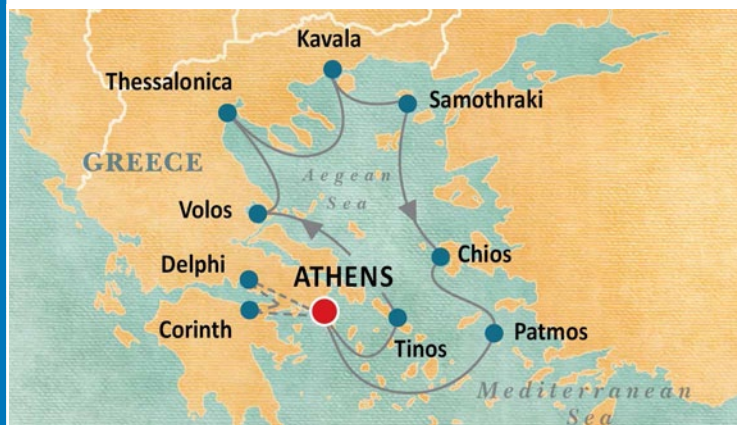 Kavala
Thessalonica
Samothraki
GREECE
Aegean
Sea
Volos
Chios
Delphi
ATHENS
Corinth
Tinos
Patmos
Mediterranean
Sea